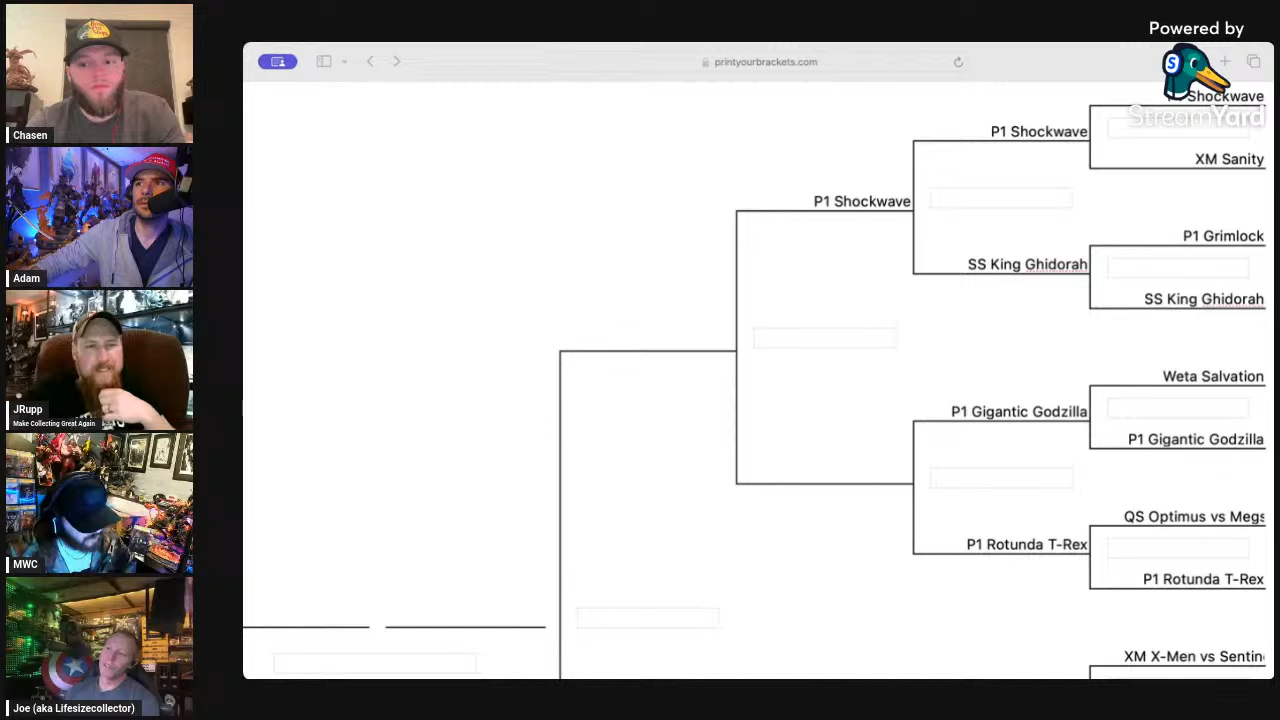 Powered by
StreamYard
printyourbrackets.com
Shockwave
P1 Shockwave
XM Sanity
P1 Shockwave
P1 Grimlock
SS King Ghidorah
SS King Ghidorah
Weta Salvation
P1 Gigantic Godzilla
P1 Gigantic Godzilla
QS Optimus vs Megs
P1 Rotunda T-Rex
P1 Rotunda T-Rex
XM X-Men vs Sentin
Chasen
Adam
JRupp
Make Collecting Great Again
MWC
Joe (aka Lifesizecollector)